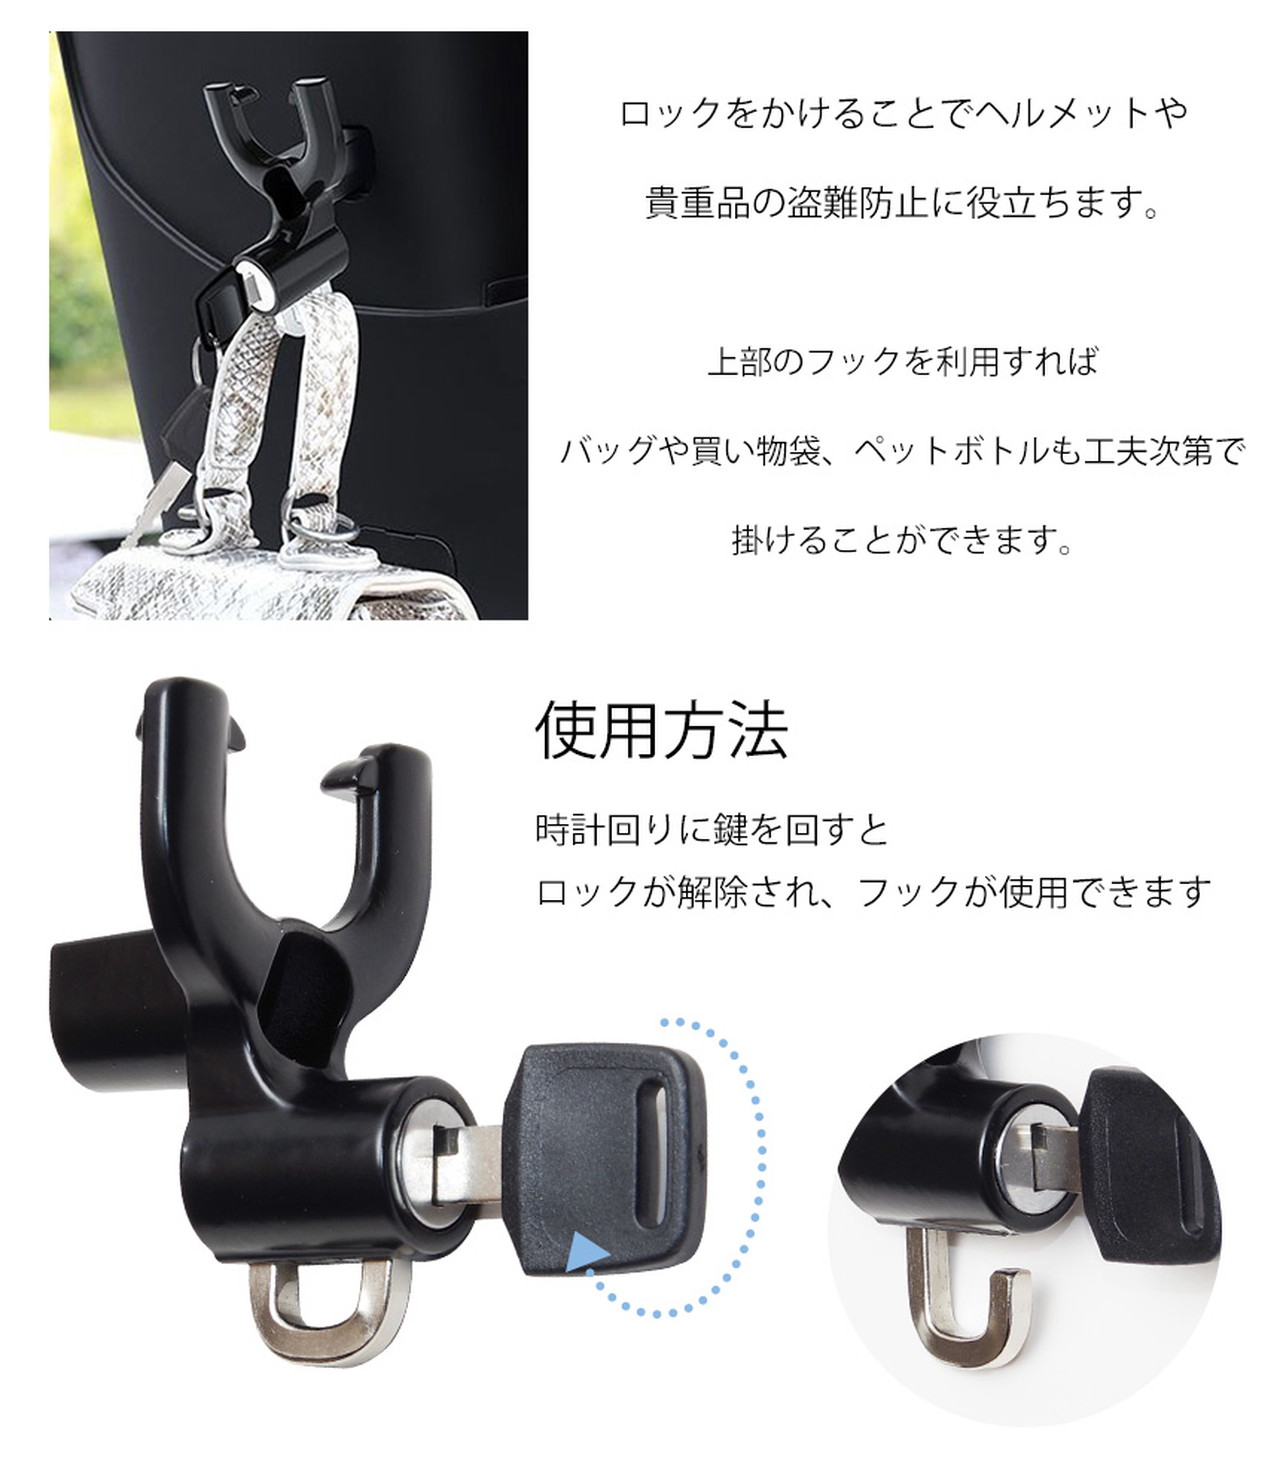 ロックをかけることでヘルメットや
貴重品の盗難防止に役立ちます。
上部のフックを利用すれば
バッグや買い物袋、ペットボトルも工夫次第で
掛けることができます。
使用方法
時計回りに鍵を回すと
ロックが解除され、フックが使用できます